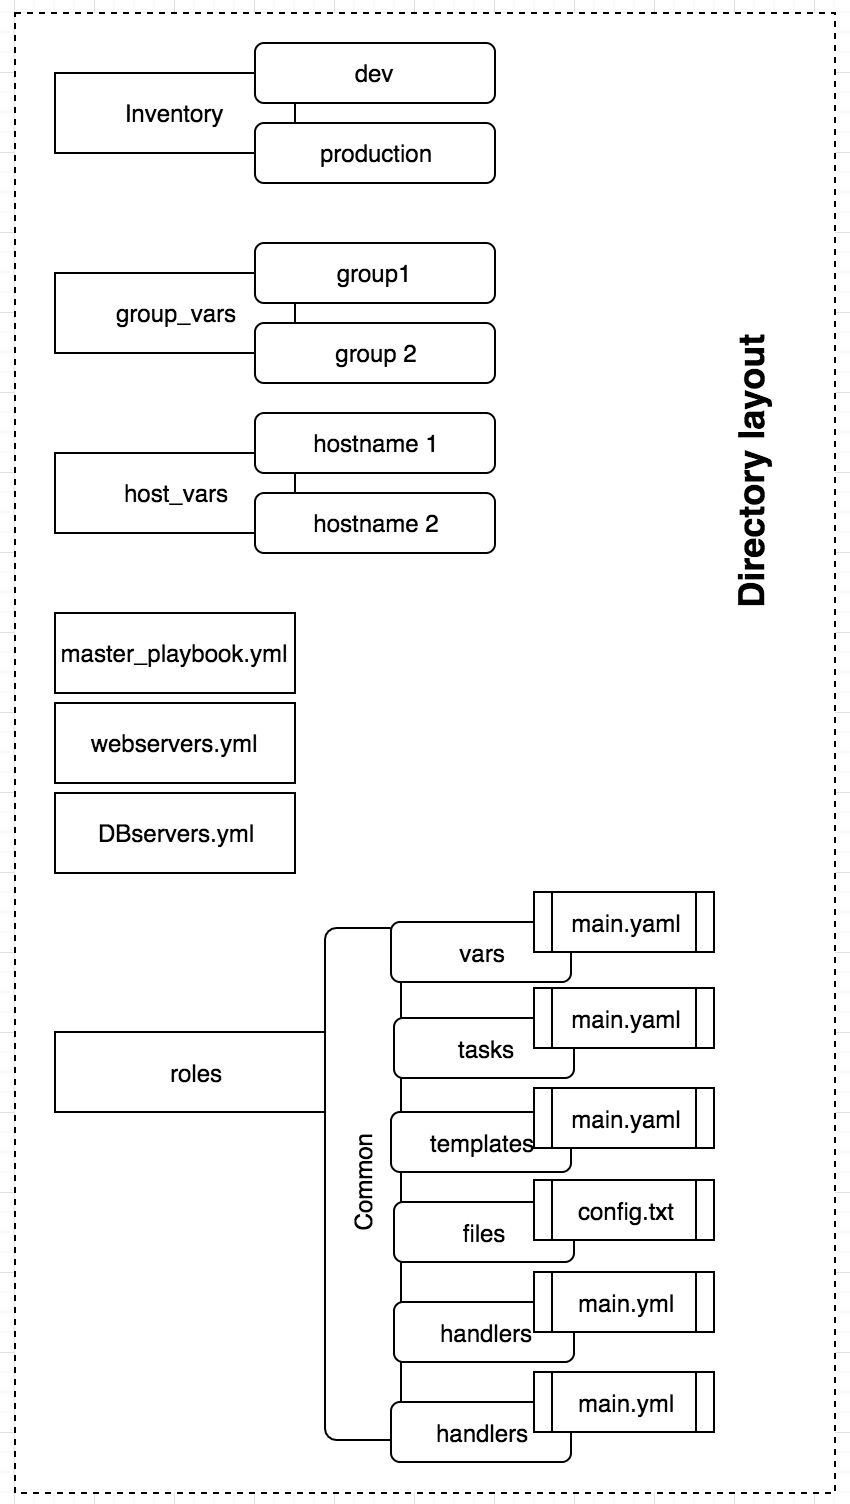 dev
Inventory
production
group1
group_vars
group 2
hostname 1
host_vars
hostname 2
Directory layout
master_playbook.yml
webservers.yml
DBservers.yml
roles
Common
vars
main.yaml
tasks
main.yaml
templates
main.yaml
files
config.txt
handlers
main.yml
handlers
main.yml